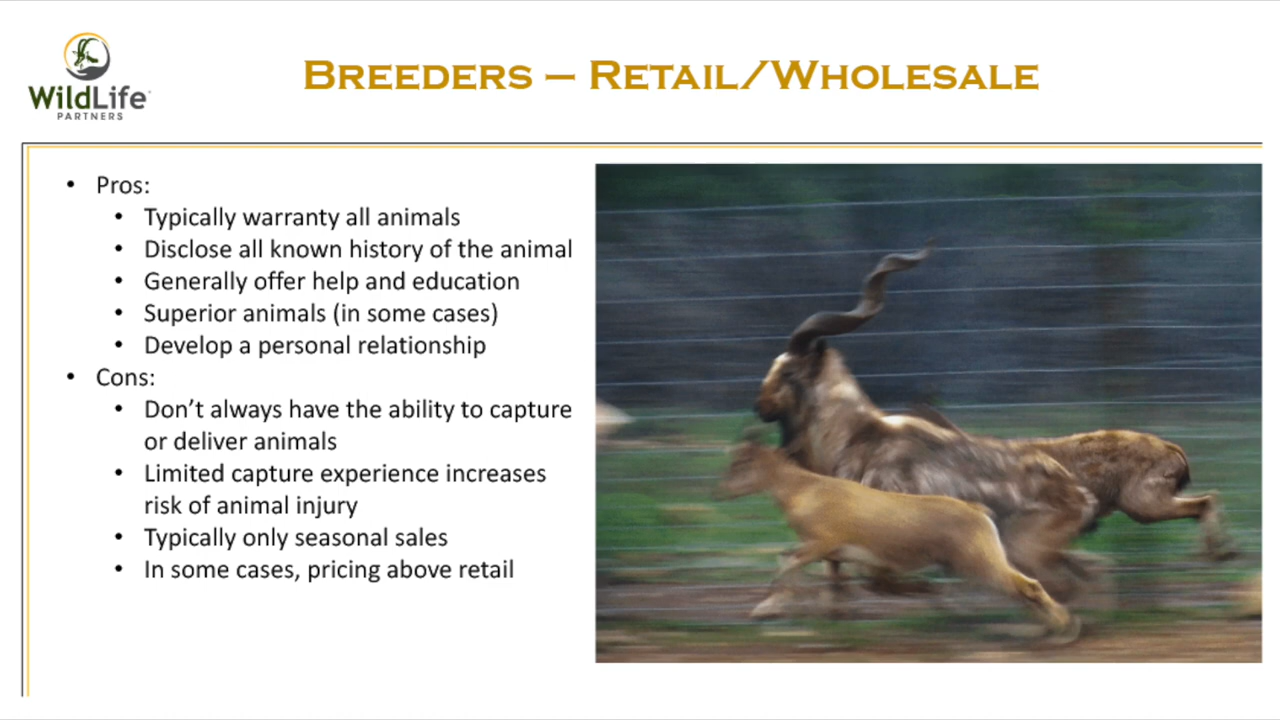 WildLife
PARTNERS
Breeders – Retail/Wholesale
• Pros:
• Typically warranty all animals
• Disclose all known history of the animal
• Generally offer help and education
• Superior animals (in some cases)
• Develop a personal relationship
• Cons:
• Don’t always have the ability to capture
or deliver animals
• Limited capture experience increases
risk of animal injury
• Typically only seasonal sales
• In some cases, pricing above retail